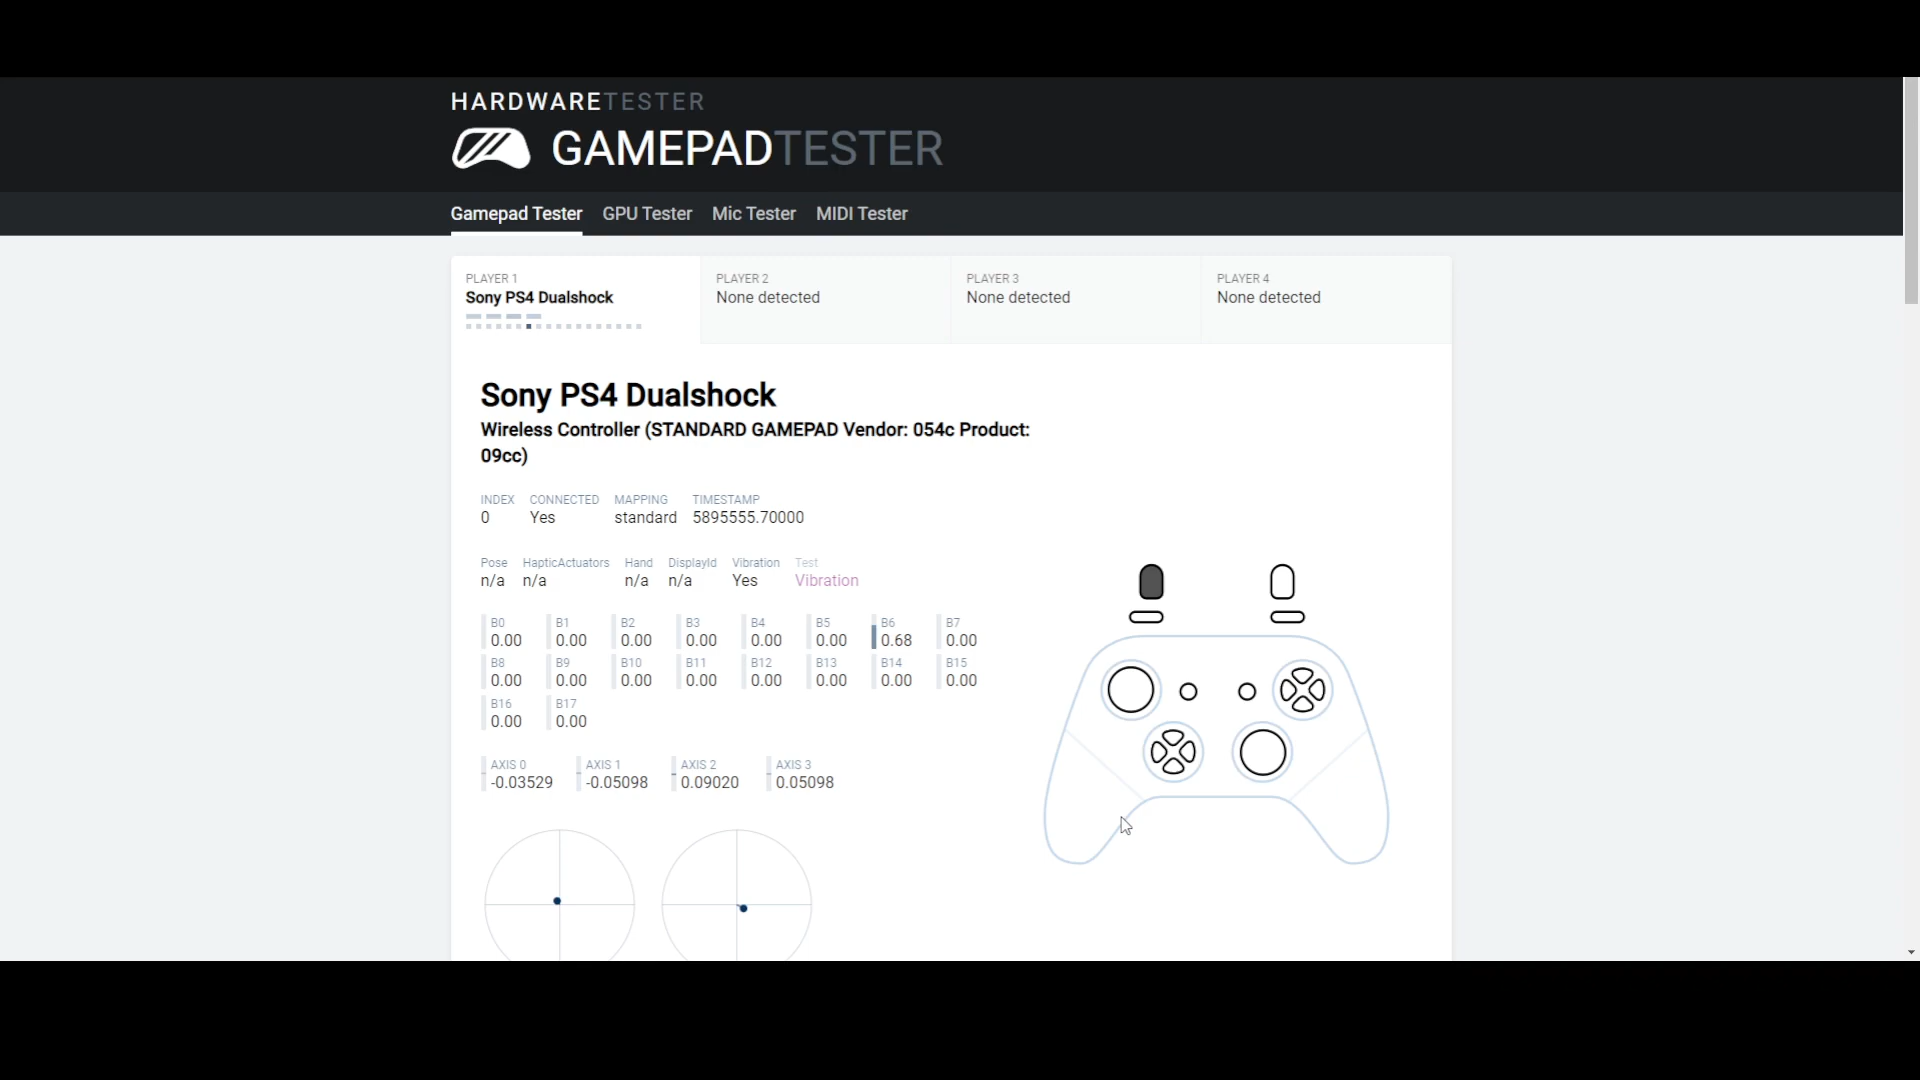 HARDWARETESTER
GAMEPADTESTER
Gamepad Tester GPU Tester Mic Tester MIDI Tester
PLAYER 1 PLAYER 2 PLAYER 3 PLAYER 4
Sony PS4 Dualshock None detected None detected None detected
Sony PS4 Dualshock
Wireless Controller (STANDARD GAMEPAD Vendor: 054c Product:
09cc)
INDEX CONNECTED MAPPING TIMESTAMP
0 Yes standard 5895555.70000
Pose HapticActuators Hand DisplayId Vibration Test
n/a n/a n/a n/a Yes Vibration
B0 B1 B2 B3 B4 B5 B6 B7
0.00 0.00 0.00 0.00 0.00 0.00 0.68 0.00
B8 B9 B10 B11 B12 B13 B14 B15
0.00 0.00 0.00 0.00 0.00 0.00 0.00 0.00
B16 B17
0.00 0.00
AXIS 0 AXIS 1 AXIS 2 AXIS 3
-0.03529 -0.05098 0.09020 0.05098